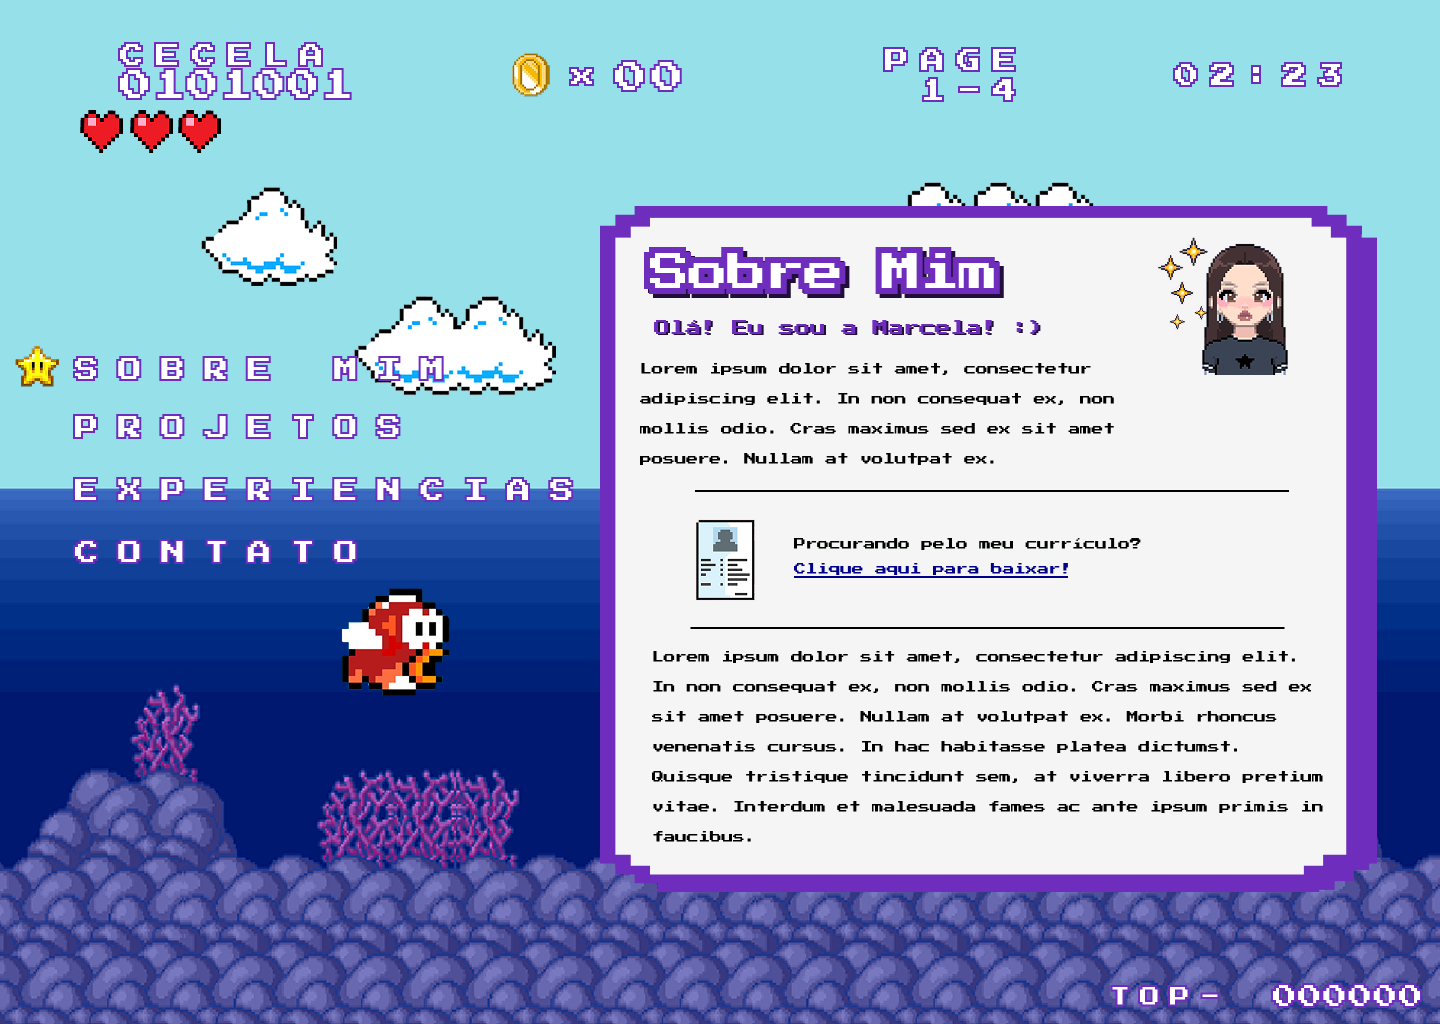 CECELA
0101001
x 00
PAGE
1-4
02:23
SOBRE MIM
PROJETOS
EXPERIENCIAS
CONTATO
Sobre Mim
Olá! Eu sou a Marcela! :)
Lorem ipsum dolor sit amet, consectetur
adipiscing elit. In non consequat ex, non
mollis odio. Cras maximus sed ex sit amet
posuere. Nullam at volutpat ex.
Procurando pelo meu currículo?
Clique aqui para baixar!
Lorem ipsum dolor sit amet, consectetur adipiscing elit.
In non consequat ex, non mollis odio. Cras maximus sed ex
sit amet posuere. Nullam at volutpat ex. Morbi rhoncus
venenatis cursus. In hac habitasse platea dictumst.
Quisque tristique tincidunt sem, at viverra libero pretium
vitae. Interdum et malesuada fames ac ante ipsum primis in
faucibus.
TOP- 000000